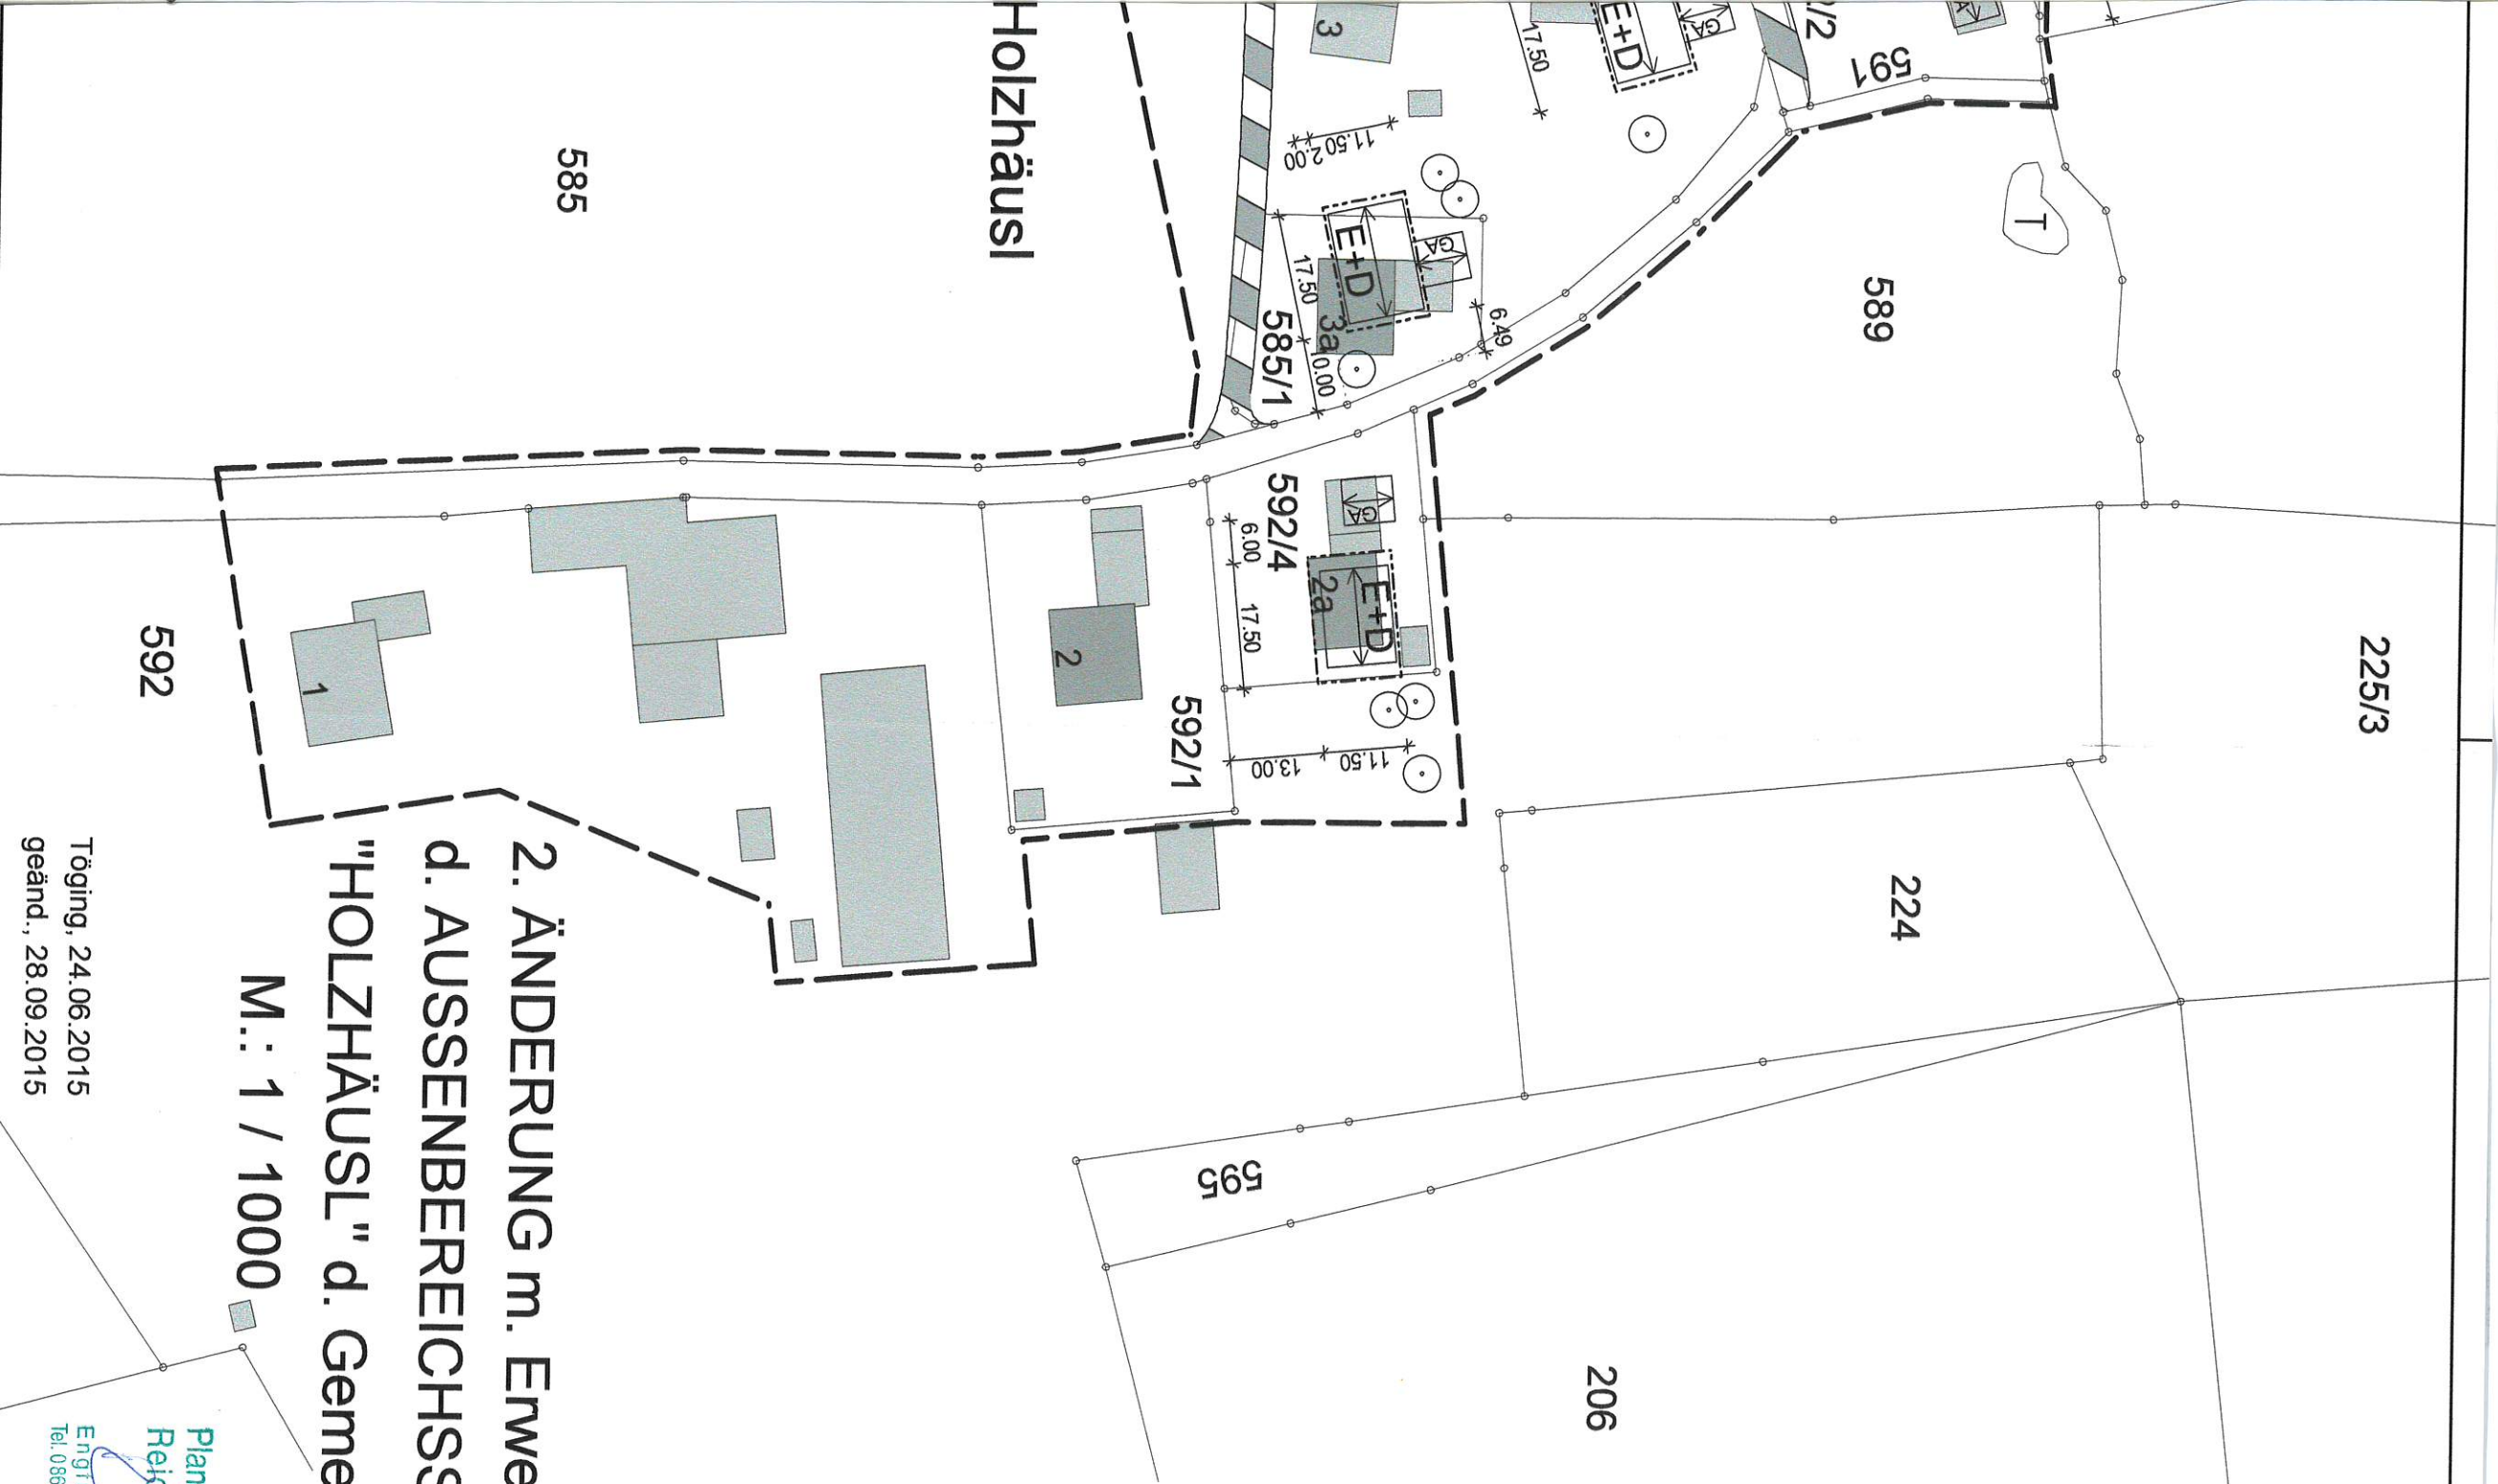 Holzhäusl
585
3
17.50
E+D
GA
591
11.50
2.00
T
589
E+D
GA
3a
17.50
10.00
6.49
585/1
592/4
GA
6.00
17.50
E+D
2a
2
592/1
13.00
11.50
1
592
225/3
224
595
206
2. ÄNDERUNG m. Erwe
d. AUSSENBEREICHSS
"HOLZHÄUSL" d. Geme
M.: 1 / 1000
Töging, 24.06.2015
geänd., 28.09.2015
Plan
Tel. 086